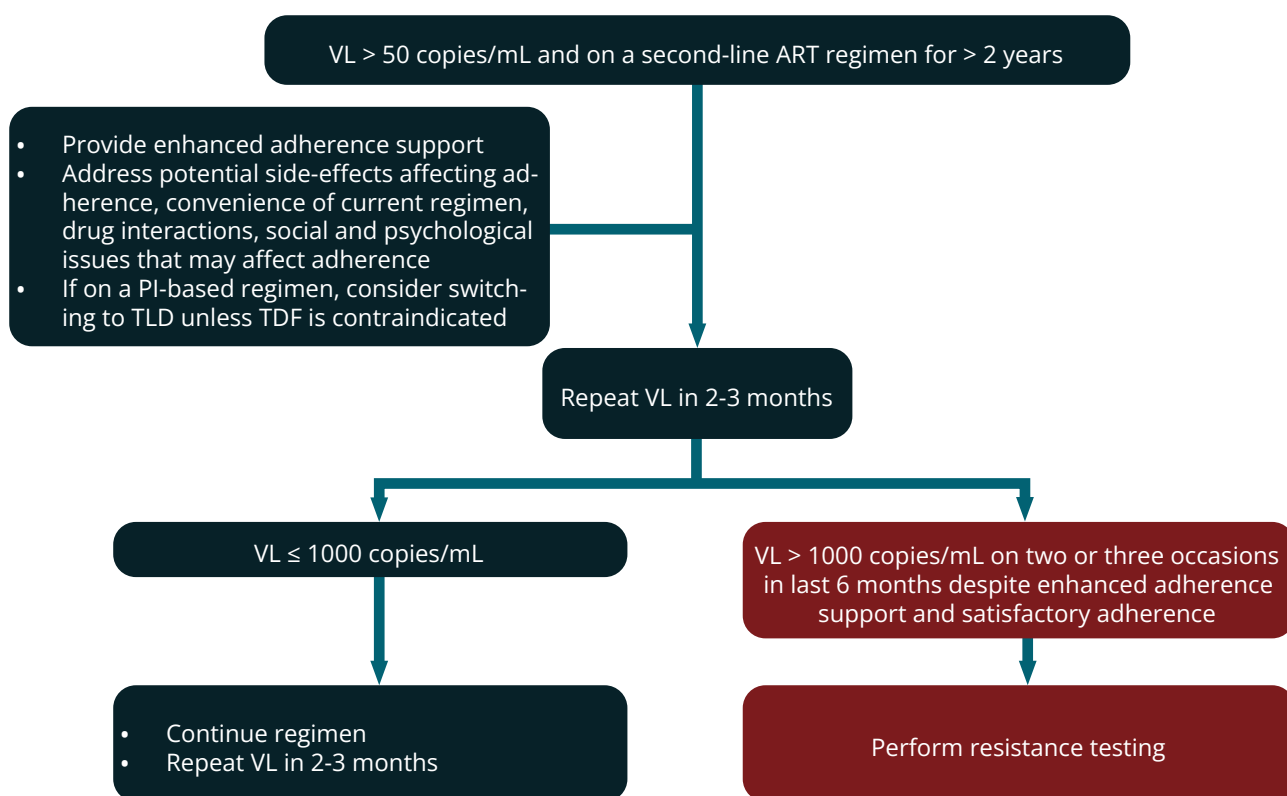 VL > 50 copies/mL and on a second-line ART regimen for > 2 years
• Provide enhanced adherence support
• Address potential side-effects affecting ad-
herence, convenience of current regimen,
drug interactions, social and psychological
issues that may affect adherence
• If on a PI-based regimen, consider switch-
ing to TLD unless TDF is contraindicated
Repeat VL in 2-3 months
VL ≤ 1000 copies/mL
VL > 1000 copies/mL on two or three occasions
in last 6 months despite enhanced adherence
support and satisfactory adherence
• Continue regimen
• Repeat VL in 2-3 months
Perform resistance testing